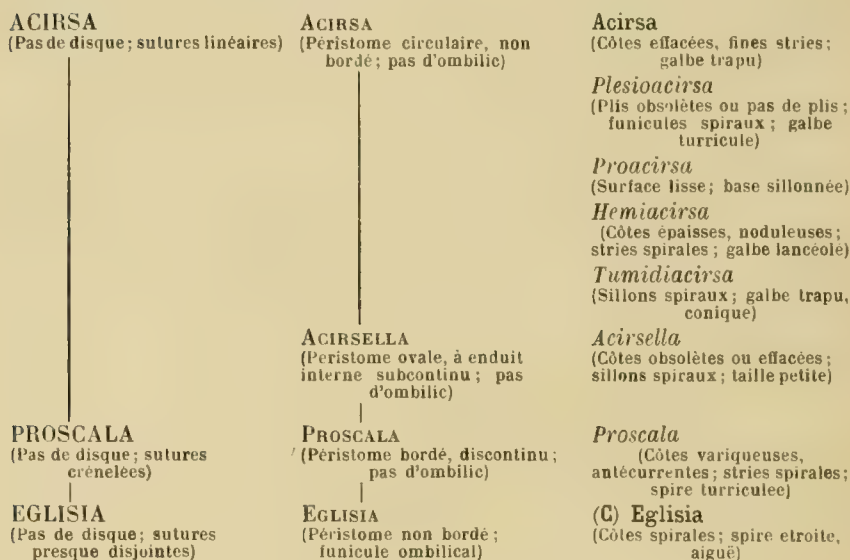 ACIRSA
(Pas de disque; sutures linéaires)
PROSCALA
(Pas de disque; sutures
crénelées)
EGLISIA
(Pas de disque; sutures
presque disjointes)
ACIRSA
(Péristome circulaire, non
bordé; pas d'ombilic)
ACIRSELLA
(Peristome ovale, à enduit
interne subcontinu; pas
d'ombilic)
PROSCALA
(Péristome bordé, discontinu;
pas d'ombilic)
EGLISIA
(Péristome non bordé;
funicule ombilical)
Acirsa
(Côtes effacées, fines stries;
galbe trapu)
Plesioacirsa
(Plis obsolètes ou pas de plis;
funicules spiraux; galbe
turricule)
Proacirsa
(Surface lisse; base sillonnée)
Hemiacirsa
(Côtes épaisses, noduleuses;
stries spirales; galbe lancéolé)
Tumidiacirsa
(Sillons spiraux; galbe trapu,
conique)
Acirsella
(Côtes obsolètes ou effacées;
sillons spiraux; taille petite)
Proscala
(Côtes variqueuses,
antécurrentes; stries spirales;
spire turriculee)
(C) Eglisia
(Côtes spirales; spire etroite,
aiguë)